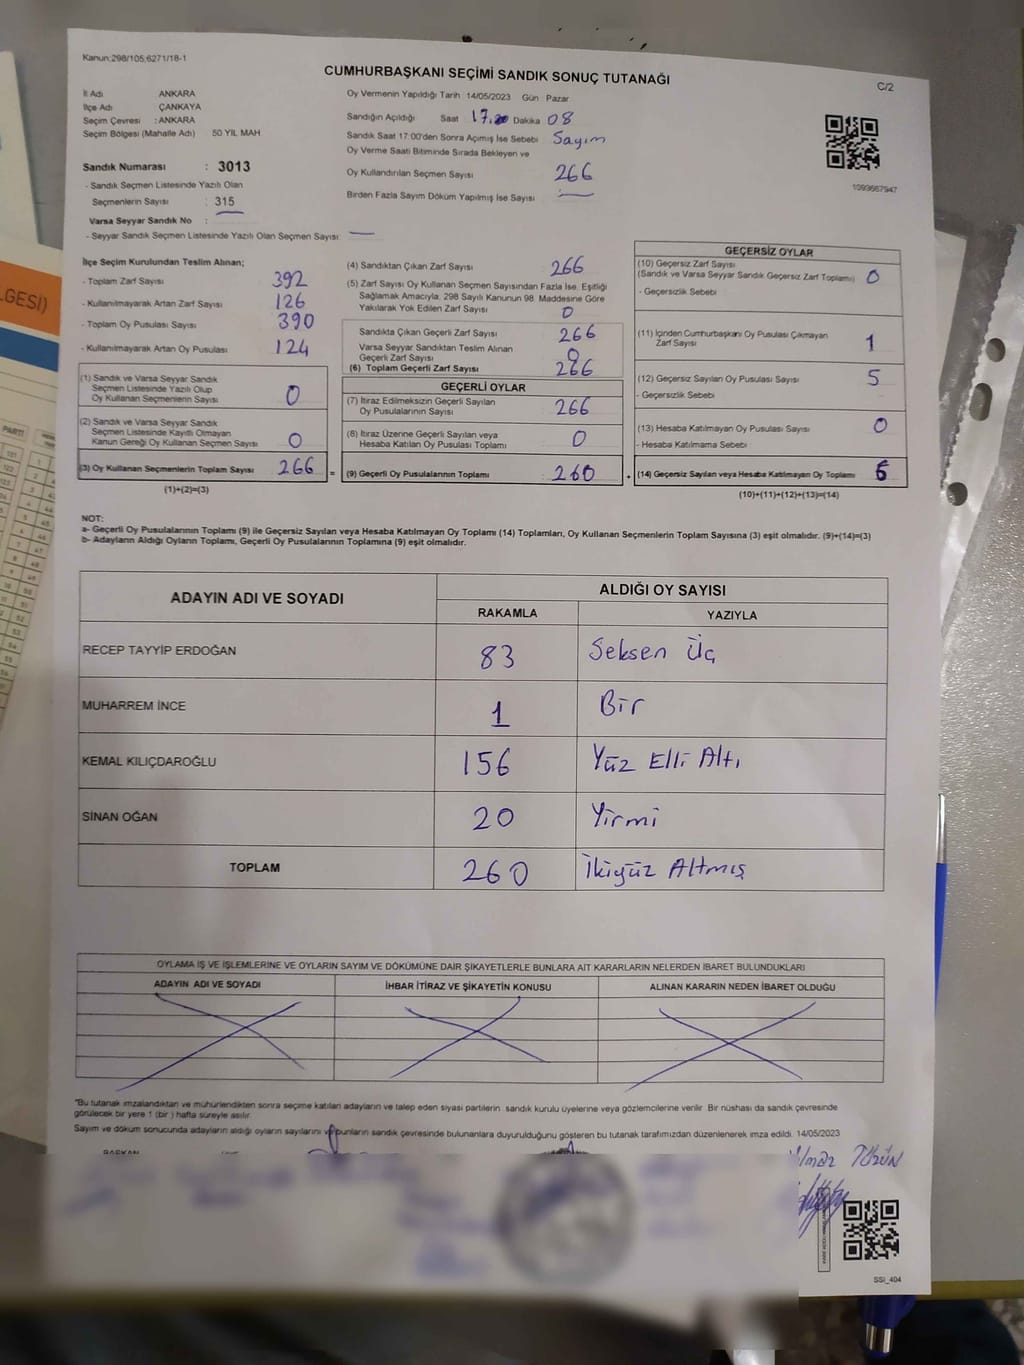 Kanun:298/105;6271/18-1
CUMHURBAŞKANI SEÇİMİ SANDIK SONUÇ TUTANAĞI
C/2
İl Adı ANKARA
İlçe Adı ÇANKAYA
Seçim Çevresi : ANKARA
Seçim Bölgesi (Mahalle Adı) 50 YIL MAH
Sandık Numarası : 3013
- Sandık Seçmen Listesinde Yazılı Olan
Seçmenlerin Sayısı : 315
Varsa Seyyar Sandık No :
- Seyyar Sandık Seçmen Listesinde Yazılı Olan Seçmen Sayısı:
Oy Vermenin Yapıldığı Tarih 14/05/2023 Gün Pazar
Sandığın Açıldığı Saat 17.20 Dakika 08
Sandık Saat 17:00'den Sonra Açımış İse Sebebi Sayım
Oy Verme Saati Bitiminde Sırada Bekleyen ve
Oy Kullandırılan Seçmen Sayısı 266
Birden Fazla Sayım Döküm Yapılmış İse Sayısı
1093667947
İlçe Seçim Kurulundan Teslim Alınan;
- Toplam Zarf Sayısı 392
- Kullanılmayarak Artan Zarf Sayısı 126
- Toplam Oy Pusulası Sayısı 390
- Kullanılmayarak Artan Oy Pusulası 124
(1) Sandık ve Varsa Seyyar Sandık
Seçmen Listesinde Yazılı Olup
Oy Kullanan Seçmenlerin Sayısı 0
(2) Sandık ve Varsa Seyyar Sandık
Seçmen Listesinde Kayıtlı Olmayan
Kanun Gereği Oy Kullanan Seçmen Sayısı 0
(3) Oy Kullanan Seçmenlerin Toplam Sayısı 266 =
(1)+(2)=(3)
(4) Sandıktan Çıkan Zarf Sayısı 266
(5) Zarf Sayısı Oy Kullanan Seçmen Sayısından Fazla İse, Eşitliği
Sağlamak Amacıyla, 298 Sayılı Kanunun 98. Maddesine Göre
Yakılarak Yok Edilen Zarf Sayısı 0
Sandıkta Çıkan Geçerli Zarf Sayısı 266
Varsa Seyyar Sandıktan Teslim Alınan
Geçerli Zarf Sayısı 0
(6) Toplam Geçerli Zarf Sayısı 266
GEÇERLİ OYLAR
(7) İtiraz Edilmeksizin Geçerli Sayılan
Oy Pusulalarının Sayısı 266
(8) İtiraz Üzerine Geçerli Sayılan veya
Hesaba Katılan Oy Pusulası Toplamı 0
(9) Geçerli Oy Pusulalarının Toplamı : 260
GEÇERSİZ OYLAR
(10) Geçersiz Zarf Sayısı
(Sandık ve Varsa Seyyar Sandık Geçersiz Zarf Toplamı) 0
- Geçersizlik Sebebi
(11) İçinden Cumhurbaşkanı Oy Pusulası Çıkmayan
Zarf Sayısı 1
(12) Geçersiz Sayılan Oy Pusulası Sayısı 5
- Geçersizlik Sebebi
(13) Hesaba Katılmayan Oy Pusulası Sayısı 0
- Hesaba Katılmama Sebebi
(14) Geçersiz Sayılan veya Hesaba Katılmayan Oy Toplamı 6
(10)+(11)+(12)+(13)=(14)
NOT:
a- Geçerli Oy Pusulalarının Toplamı (9) ile Geçersiz Sayılan veya Hesaba Katılmayan Oy Toplamı (14) Toplamları, Oy Kullanan Seçmenlerin Toplam Sayısına (3) eşit olmalıdır. (9)+(14)=(3)
b- Adayların Aldığı Oyların Toplamı, Geçerli Oy Pusulalarının Toplamına (9) eşit olmalıdır.
ADAYIN ADI VE SOYADI ALDIĞI OY SAYISI
RAKAMLA YAZIYLA
RECEP TAYYİP ERDOĞAN 83 Seksen Üç
MUHARREM İNCE 1 Bir
KEMAL KILIÇDAROĞLU 156 Yüz Elli Altı
SİNAN OĞAN 20 Yirmi
TOPLAM 260 İkiyüz Altmış
OYLAMA İŞ VE İŞLEMLERİNE VE OYLARIN SAYIM VE DÖKÜMÜNE DAİR ŞİKAYETLERLE BUNLARA AİT KARARLARIN NELERDEN İBARET BULUNDUKLARI
ADAYIN ADI VE SOYADI İHBAR İTİRAZ VE ŞİKAYETİN KONUSU ALINAN KARARIN NEDEN İBARET OLDUĞU
"Bu tutanak imzalandıktan ve mühürlendikten sonra seçime katılan adayların ve talep eden siyasi partilerin sandık kurulu üyelerine veya gözlemcilerine verilir. Bir nüshası da sandık çevresinde
görülecek bir yere 1 (bir) hafta süreyle asılır.
Sayım ve döküm sonucunda adayların aldığı oyların sayılarını ve bunların sandık çevresinde bulunanlara duyurulduğunu gösteren bu tutanak tarafımızdan düzenlenerek imza edildi. 14/05/2023
BAŞKAN
SSI_404
LGESİ)
PARTİ